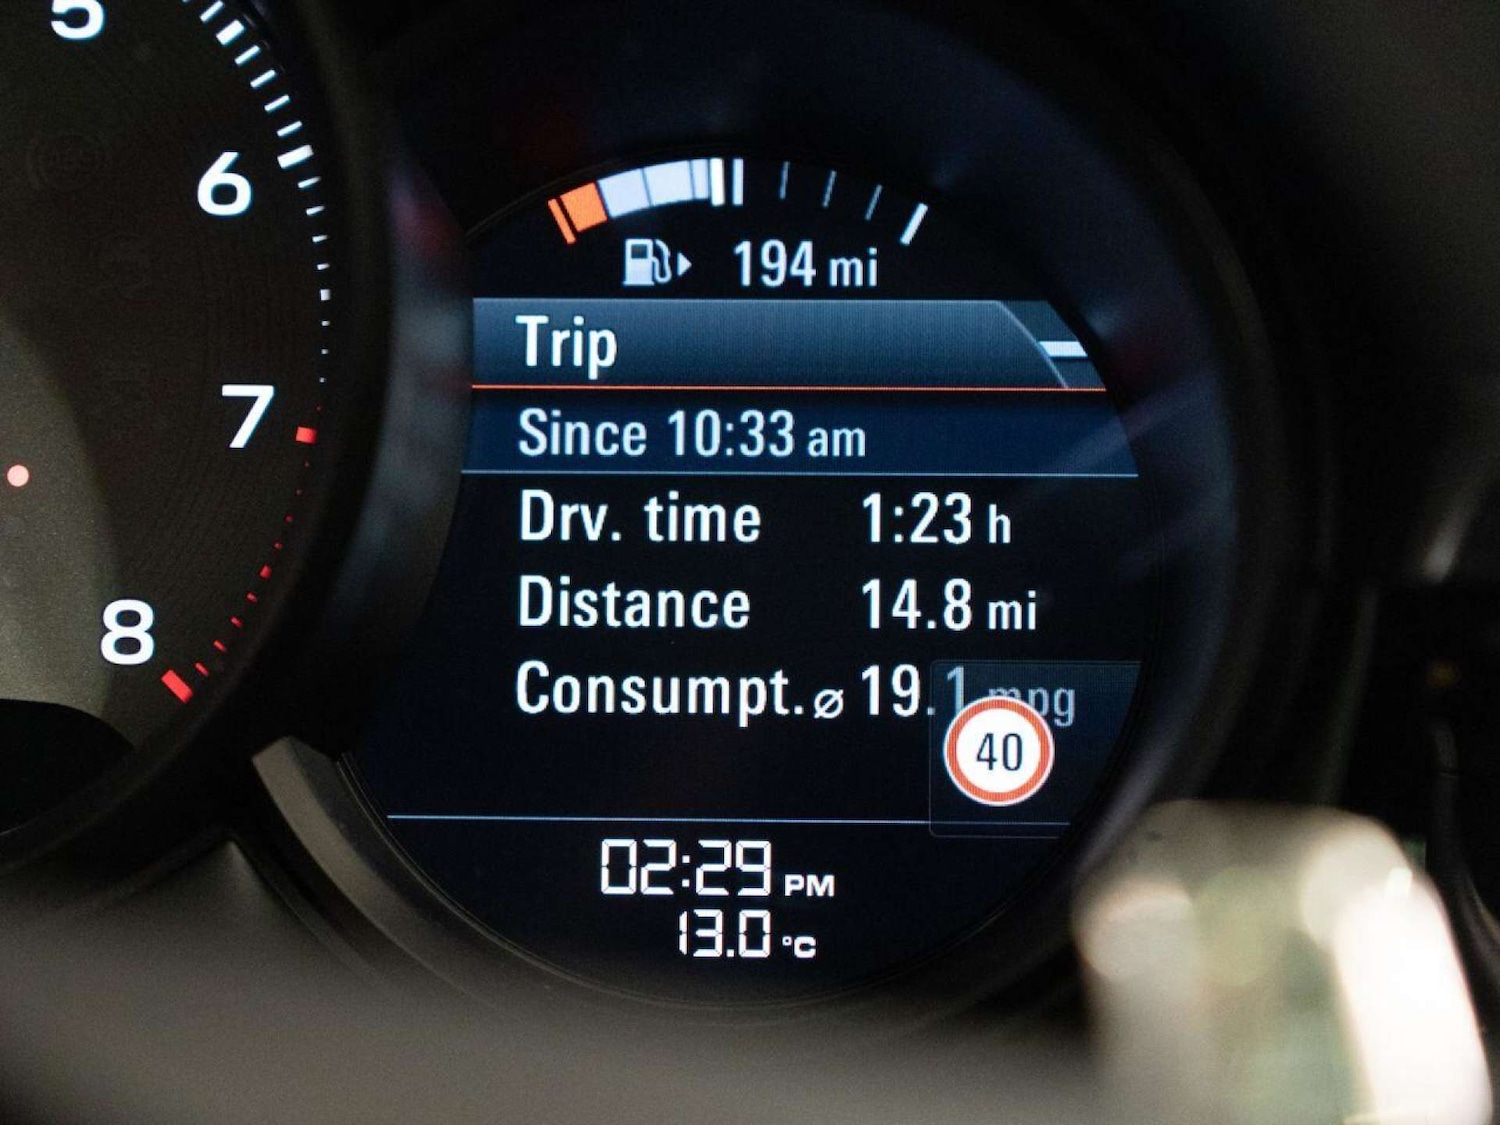 5
6
7
8
194 mi
Trip
Since 10:33 am
Drv. time 1:23 h
Distance 14.8 mi
Consumpt. ⌀ 19.1 mpg
40
02:29 PM
13.0 °C